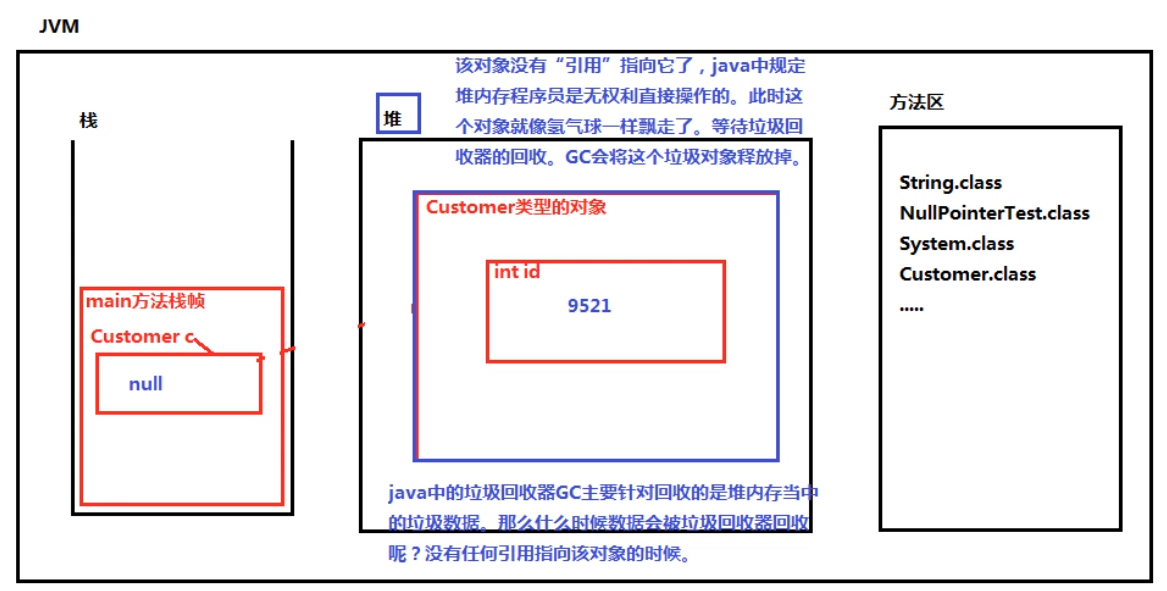 JVM
栈
main方法栈帧
Customer c
null
堆
该对象没有“引用”指向它了，java中规定
堆内存程序员是无权利直接操作的。此时这
个对象就像氢气球一样飘走了。等待垃圾回
收器的回收。GC会将这个垃圾对象释放掉。
Customer类型的对象
int id
9521
java中的垃圾回收器GC主要针对回收的是堆内存当中
的垃圾数据。那么什么时候数据会被垃圾回收器回收
呢？没有任何引用指向该对象的时候。
方法区
String.class
NullPointerTest.class
System.class
Customer.class
.....